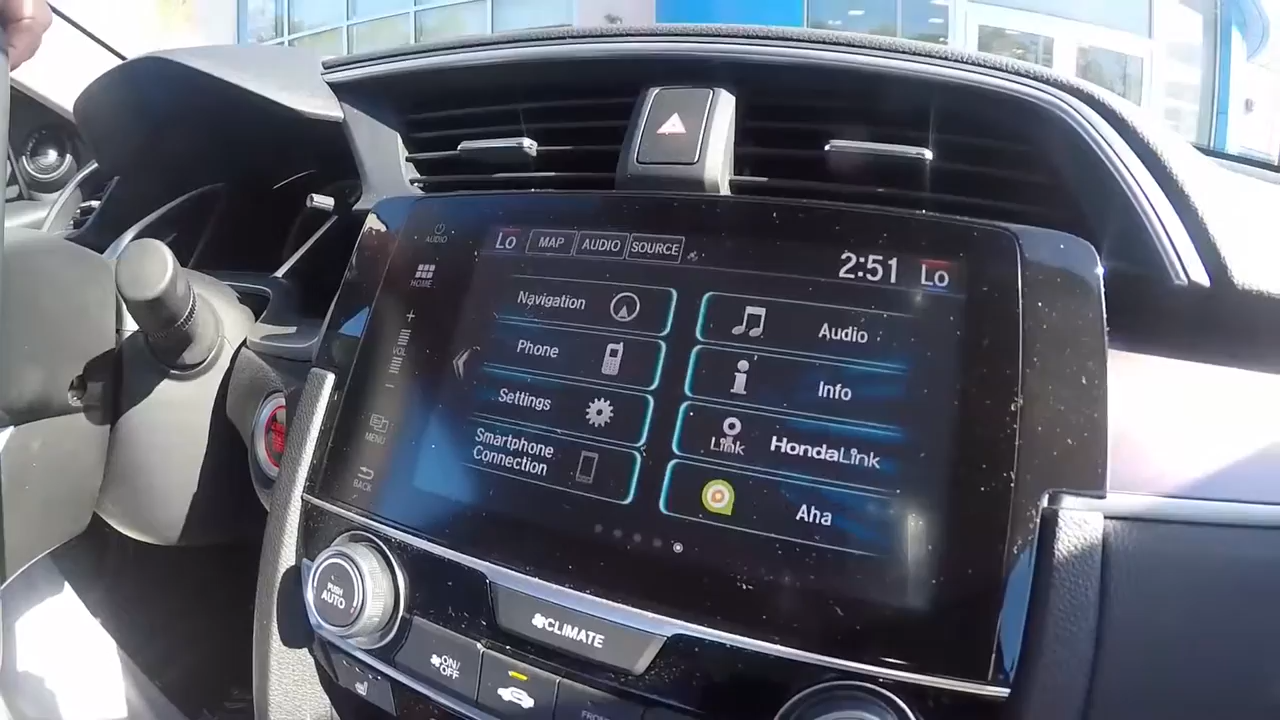 AUDIO
Lo MAP AUDIO SOURCE 2:51 Lo
HOME
+
VOL
-
MENU
BACK
Navigation
Phone
Settings
Smartphone
Connection
Audio
Info
Link HondaLink
Aha
PUSH
AUTO
CLIMATE
ON/
OFF